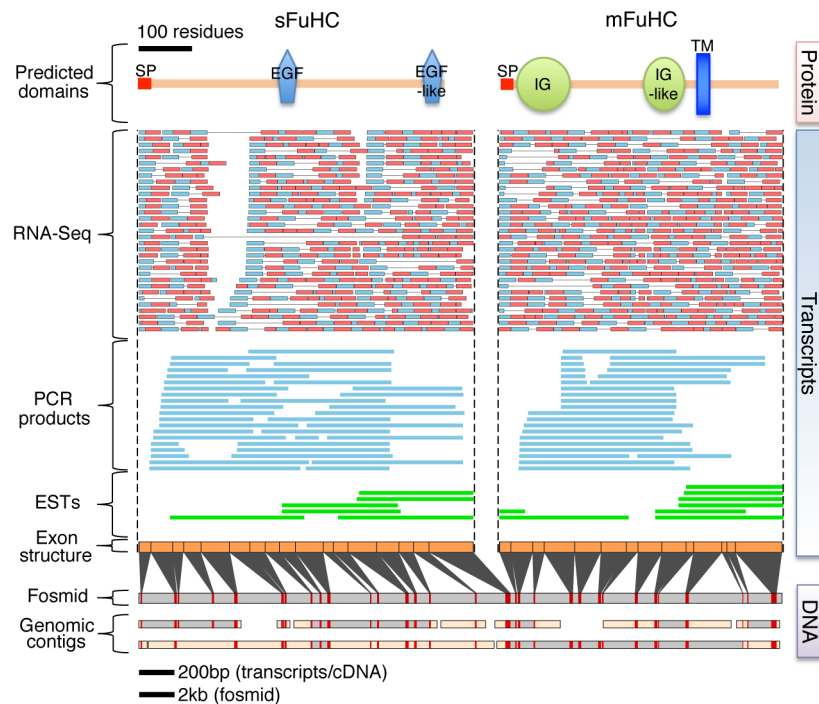 sFuHC
mFuHC
100 residues
Predicted
domains
SP
EGF
EGF
-like
SP
IG
IG
-like
TM
Protein
RNA-Seq
Transcripts
PCR
products
ESTs
Exon
structure
Fosmid
Genomic
contigs
DNA
200bp (transcripts/cDNA)
2kb (fosmid)